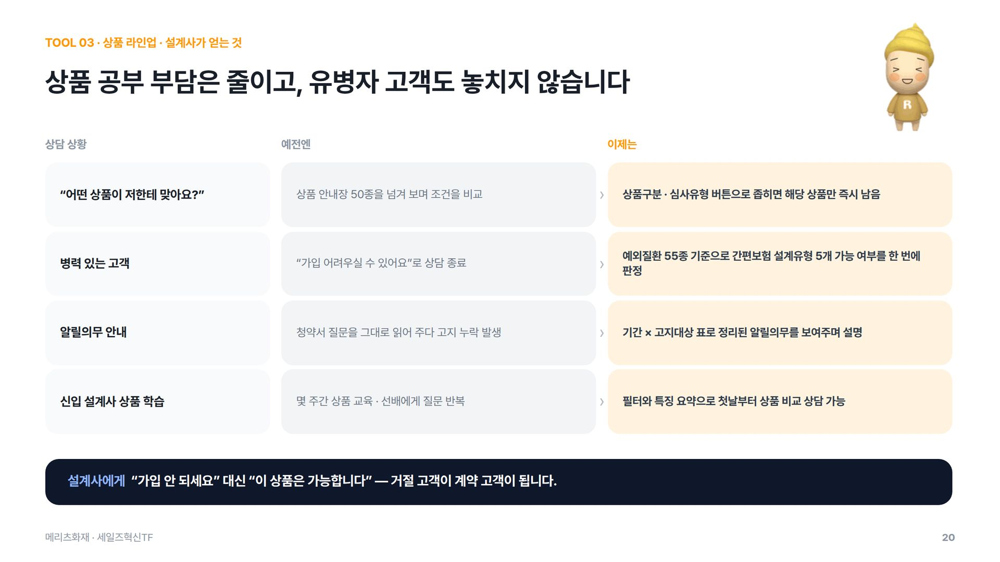 TOOL 03 · 상품 라인업 · 설계사가 얻는 것
상품 공부 부담은 줄이고, 유병자 고객도 놓치지 않습니다
R
상담 상황
예전엔
이제는
“어떤 상품이 저한테 맞아요?”
상품 안내장 50종을 넘겨 보며 조건을 비교
›
상품구분 · 심사유형 버튼으로 좁히면 해당 상품만 즉시 남음
병력 있는 고객
“가입 어려우실 수 있어요”로 상담 종료
›
예외질환 55종 기준으로 간편보험 설계유형 5개 가능 여부를 한 번에
판정
알릴의무 안내
청약서 질문을 그대로 읽어 주다 고지 누락 발생
›
기간 × 고지대상 표로 정리된 알릴의무를 보여주며 설명
신입 설계사 상품 학습
몇 주간 상품 교육 · 선배에게 질문 반복
›
필터와 특징 요약으로 첫날부터 상품 비교 상담 가능
설계사에게 “가입 안 되세요” 대신 “이 상품은 가능합니다” — 거절 고객이 계약 고객이 됩니다.
메리츠화재 · 세일즈혁신TF
20